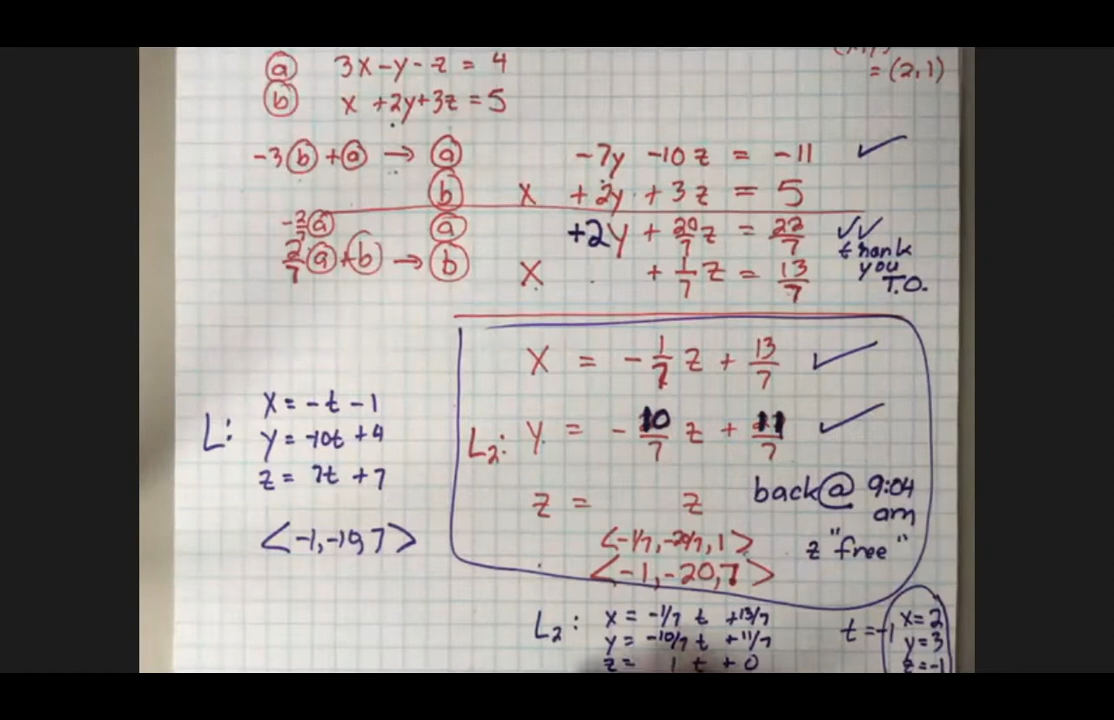 = (2,1)
ⓐ 3x-y-z = 4
ⓑ x +2y+3z = 5
-3ⓑ+ⓐ → ⓐ -7y -10z = -11 ✓
ⓑ x +2y + 3z = 5
-2/7ⓐ ⓐ +2y + 20/7 z = 22/7 ✓✓
thank
you
T.O.
2/7ⓐ+ⓑ → ⓑ x + 1/7 z = 13/7
x = - 1/7 z + 13/7 ✓
L₂: y = - 10/7 z + 11/7 ✓
z = z
back@ 9:04
am
z "free"
<-1/7, -20/7, 1>
<-1, -20, 7>
L: x = -t -1
y = -10t +4
z = 7t +7
<-1, -10, 7>
L₂: x = -1/7 t +13/7
y = -10/7 t +11/7
z = 1 t + 0
t = -1
x = 2
y = 3
z = -1